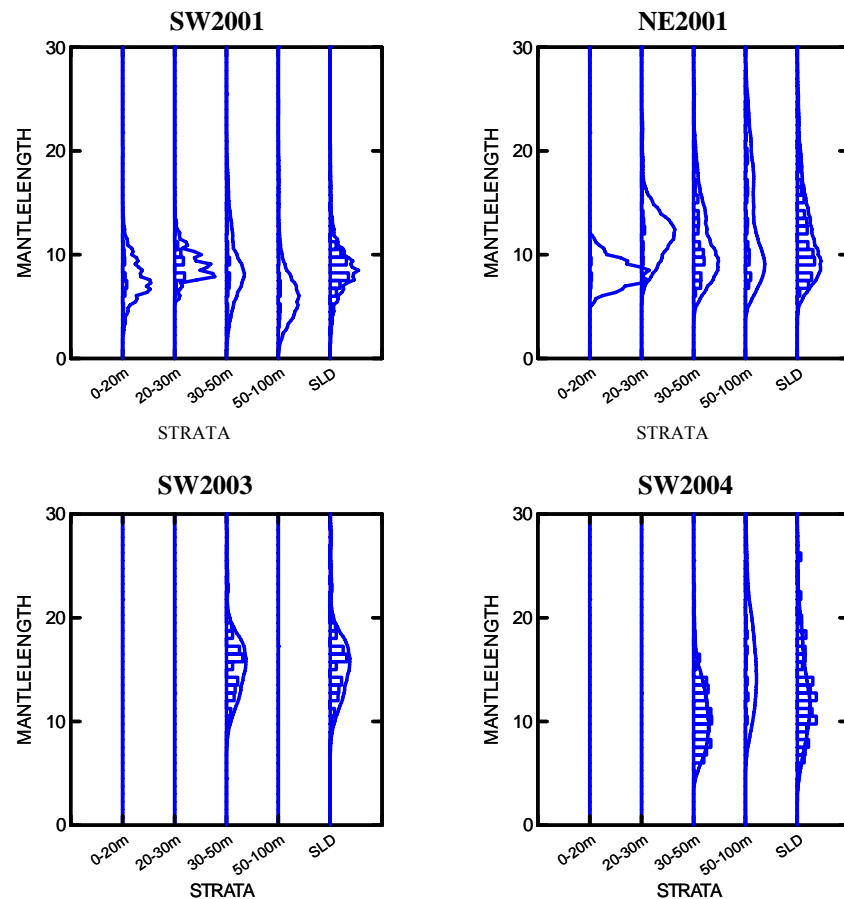 SW2001
NE2001
30
20
10
0
MANTLELENGTH
0-20m
20-30m
30-50m
50-100m
SLD
STRATA
30
20
10
0
MANTLELENGTH
0-20m
20-30m
30-50m
50-100m
SLD
STRATA
SW2003
SW2004
30
20
10
0
MANTLELENGTH
0-20m
20-30m
30-50m
50-100m
SLD
STRATA
30
20
10
0
MANTLELENGTH
0-20m
20-30m
30-50m
50-100m
SLD
STRATA